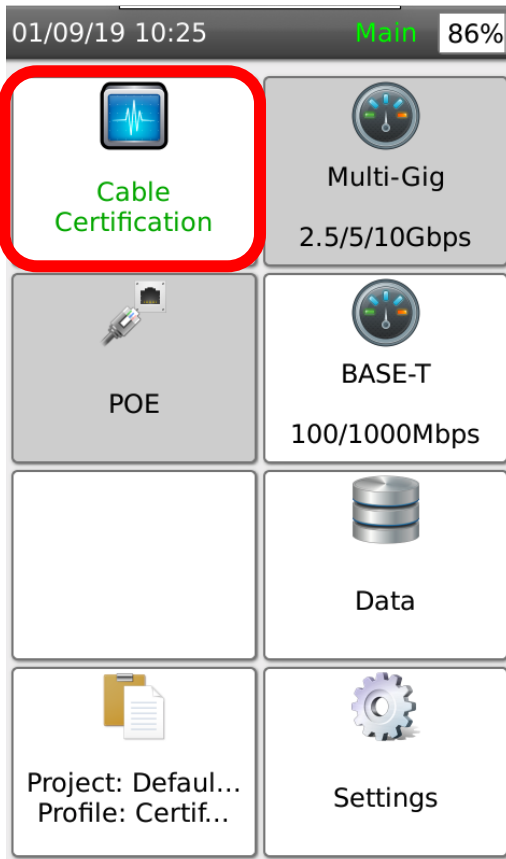 01/09/19 10:25 Main 86%
Cable
Certification
Multi-Gig
2.5/5/10Gbps
POE
BASE-T
100/1000Mbps
Data
Project: Defaul...
Profile: Certif...
Settings